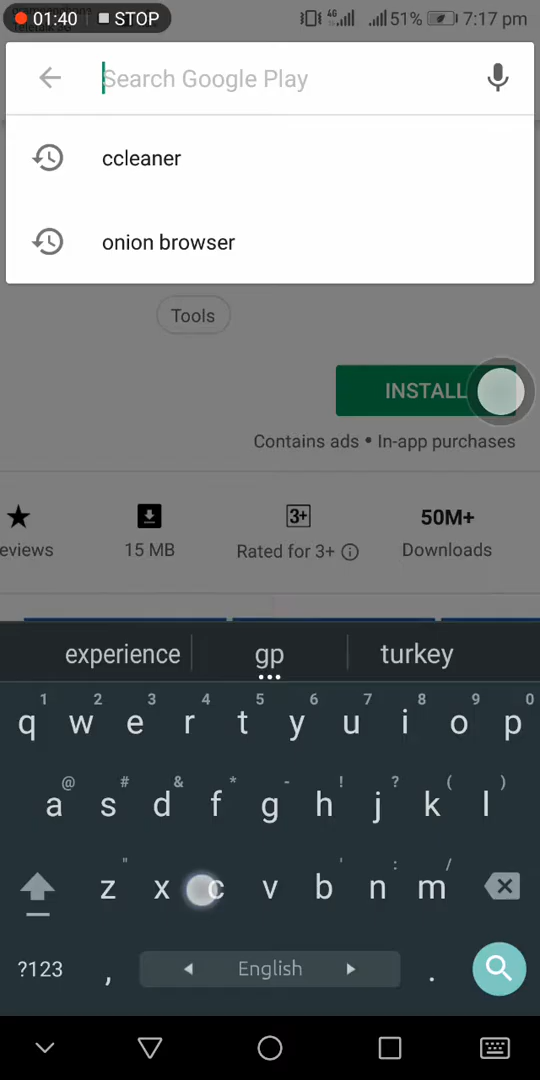 01:40 STOP 4G 51% 7:17 pm
Search Google Play
ccleaner
onion browser
Tools
INSTALL
Contains ads • In-app purchases
3+ 50M+
eviews 15 MB Rated for 3+ Downloads
experience gp turkey
1 2 3 4 5 6 7 8 9 0
q w e r t y u i o p
@ # & * - ! ? ( )
a s d f g h j k l
" ' : /
z x c v b n m
?123 , English .